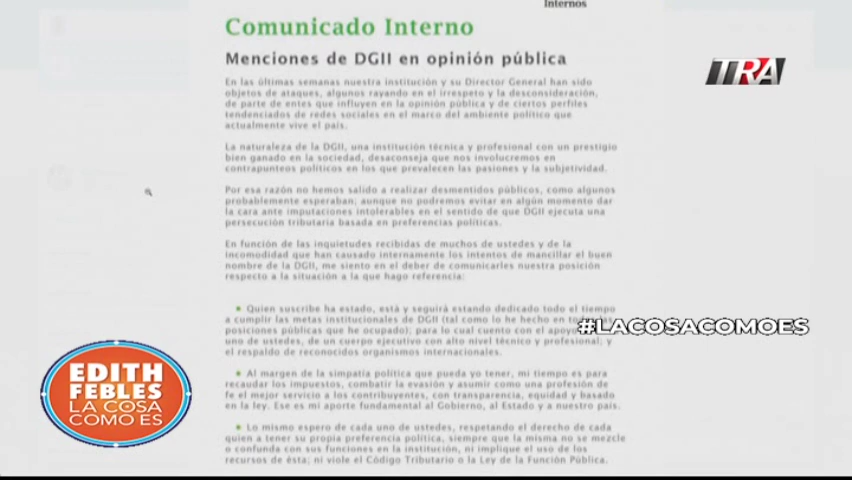 Internos
Comunicado Interno
Menciones de DGII en opinión pública
En las últimas semanas nuestra institución y su Director General han sido
objetos de ataques, algunos rayando en el irrespeto y la desconsideración,
de parte de entes que influyen en la opinión pública y de ciertos perfiles
tendenciados de redes sociales en el marco del ambiente político que
actualmente vive el país.
La naturaleza de la DGII, una institución técnica y profesional con un prestigio
bien ganado en la sociedad, desaconseja que nos involucremos en
contrapunteos políticos en los que prevalecen las pasiones y la subjetividad.
Por esa razón no hemos salido a realizar desmentidos públicos, como algunos
probablemente esperaban; aunque no podremos evitar en algún momento dar
la cara ante imputaciones intolerables en el sentido de que DGII ejecuta una
persecución tributaria basada en preferencias políticas.
En función de las inquietudes recibidas de muchos de ustedes y de la
incomodidad que han causado internamente los intentos de mancillar el buen
nombre de la DGII, me siento en el deber de comunicarles nuestra posición
respecto a la situación a la que hago referencia:
• Quien suscribe ha estado, está y seguirá estando dedicado todo el tiempo
a cumplir las metas institucionales de DGII (tal como lo he hecho en
posiciones públicas que he ocupado); para lo cual cuento con el apoyo
uno de ustedes, de un cuerpo ejecutivo con alto nivel técnico y profesional; y
el respaldo de reconocidos organismos internacionales.
• Al margen de la simpatía política que pueda yo tener, mi tiempo es para
recaudar los impuestos, combatir la evasión y asumir como una profesión de
fe el mejor servicio a los contribuyentes, con transparencia, equidad y basado
en la ley. Ese es mi aporte fundamental al Gobierno, al Estado y a nuestro país.
• Lo mismo espero de cada uno de ustedes, respetando el derecho de cada
quien a tener su propia preferencia política, siempre que la misma no se mezcle
o confunda con sus funciones en la institución, ni implique el uso de los
recursos de ésta; ni viole el Código Tributario o la Ley de la Función Pública.
TRA
#LACOSACOMOES
EDITH
FEBLES
LA COSA
COMO ES